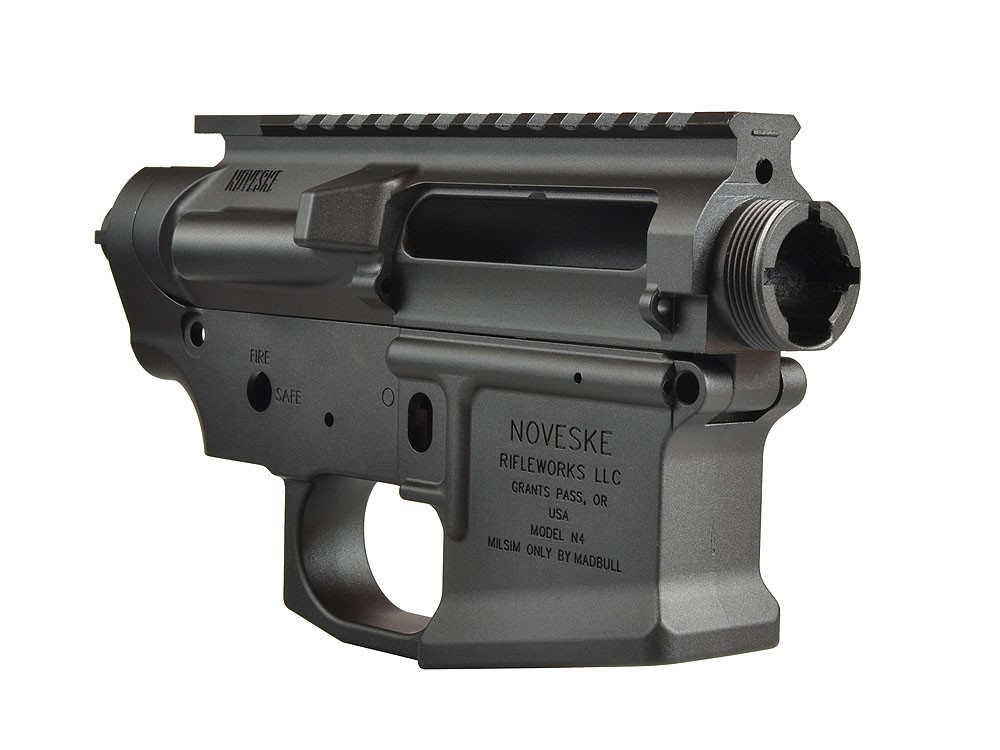 NOVESKE
FIRE
SAFE
NOVESKE
RIFLEWORKS LLC
GRANTS PASS, OR
USA
MODEL N4
MILSIM ONLY BY MADBULL